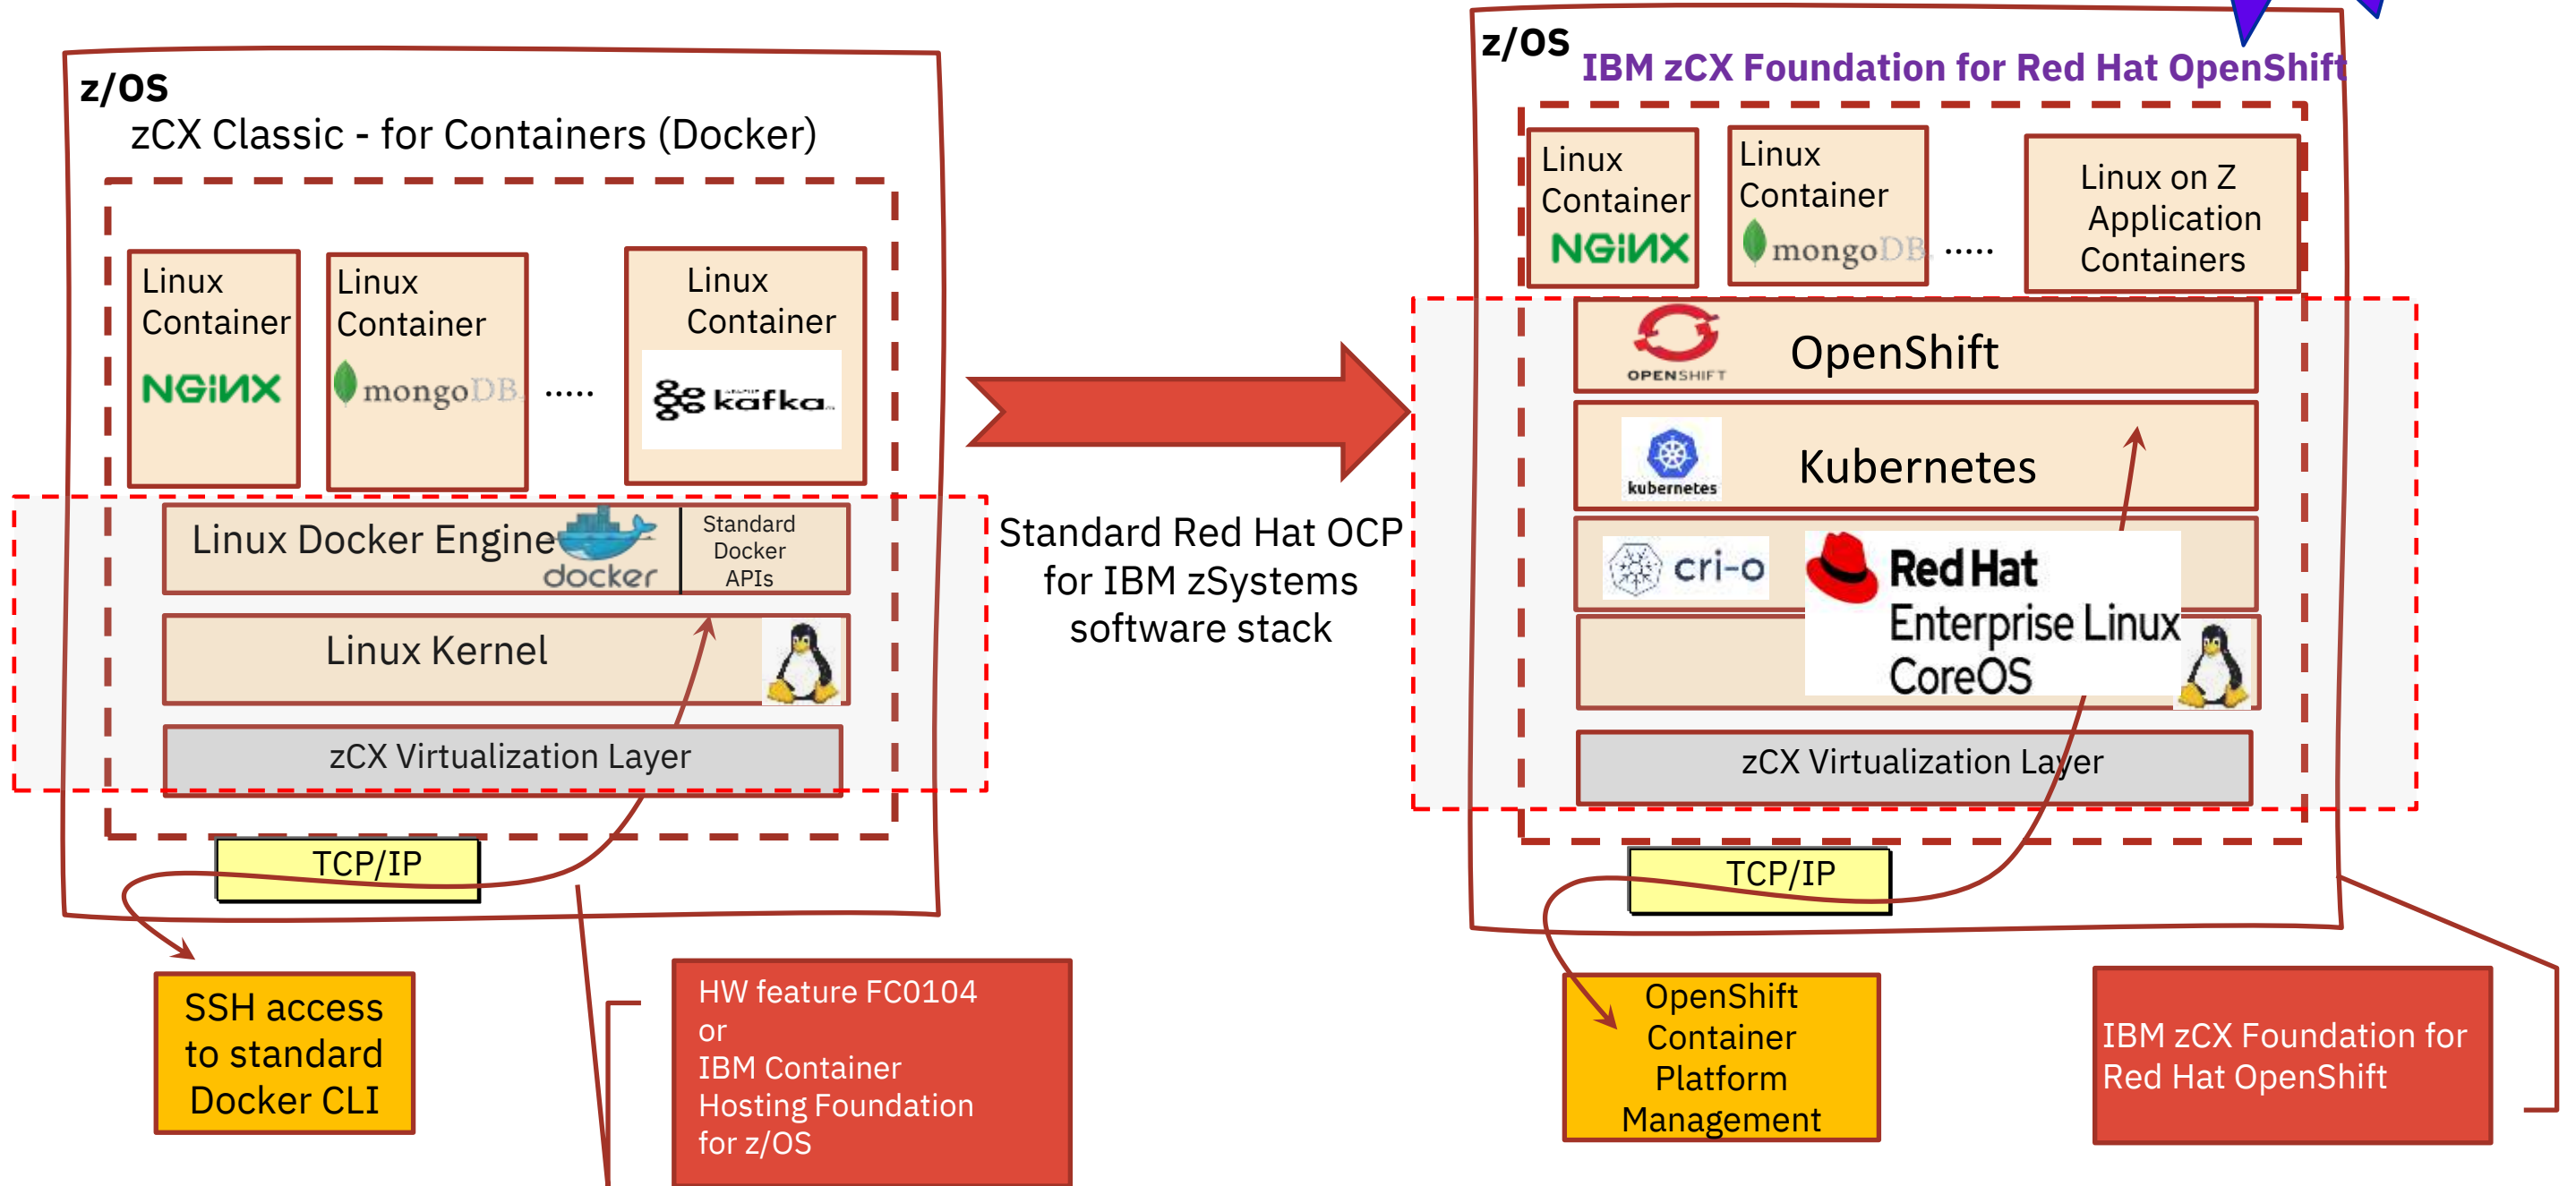 z/OS
zCX Classic - for Containers (Docker)
Linux
Container
NGINX
Linux
Container
mongoDB
.....
Linux
Container
kafka
Linux Docker Engine
docker
Standard
Docker
APIs
Linux Kernel
zCX Virtualization Layer
TCP/IP
SSH access
to standard
Docker CLI
HW feature FC0104
or
IBM Container
Hosting Foundation
for z/OS
Standard Red Hat OCP
for IBM zSystems
software stack
z/OS
IBM zCX Foundation for Red Hat OpenShift
Linux
Container
NGINX
Linux
Container
mongoDB
.....
Linux on Z
Application
Containers
OPENSHIFT
OpenShift
kubernetes
Kubernetes
cri-o
Red Hat
Enterprise Linux
CoreOS
zCX Virtualization Layer
TCP/IP
OpenShift
Container
Platform
Management
IBM zCX Foundation for
Red Hat OpenShift